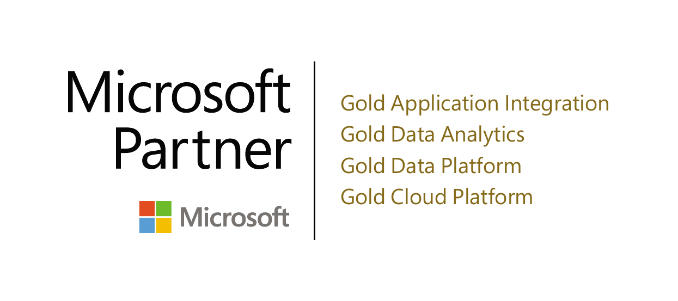 Microsoft
Partner
Microsoft
Gold Application Integration
Gold Data Analytics
Gold Data Platform
Gold Cloud Platform